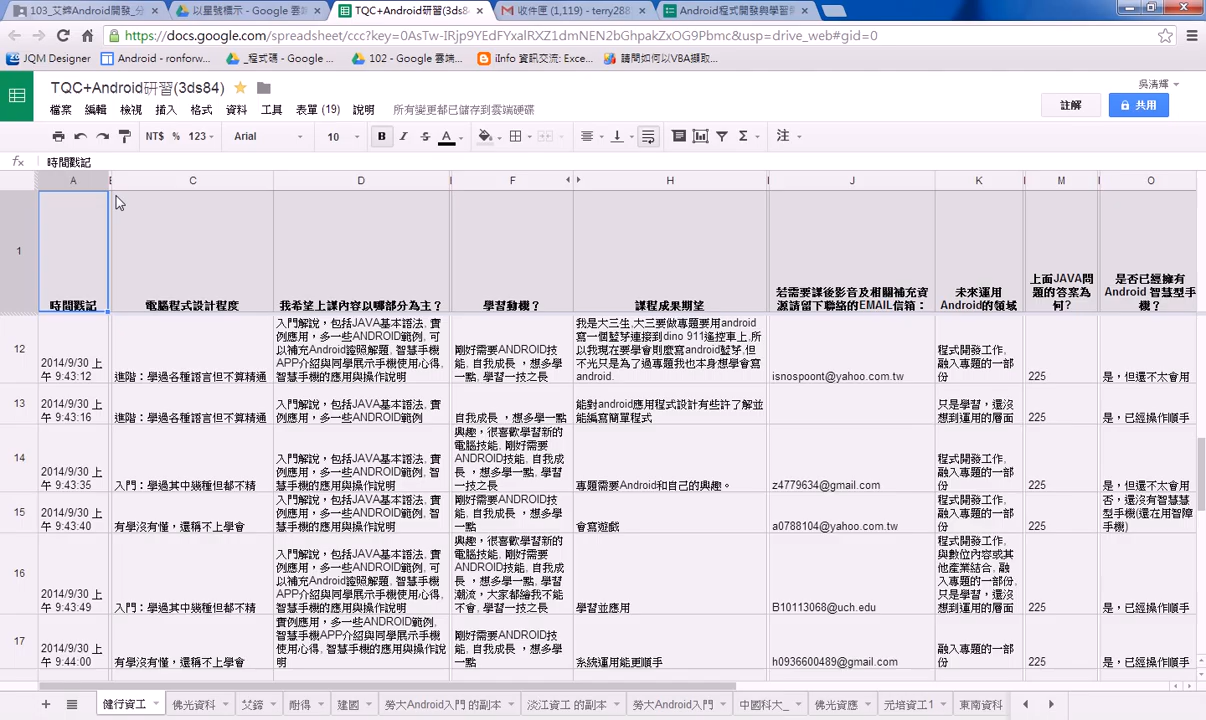 103_艾鍗Android開發_分
以星號標示 - Google 雲端
TQC+Android研習(3ds84)
收件匣 (1,119) - terry288
Android程式開發與學習
https://docs.google.com/spreadsheet/ccc?key=0AsTw-IRjp9YEdFYxalRXZ1dmNEN2bGhpakZxOG9Pbmc&usp=drive_web#gid=0
JQM Designer
Android - ronforw...
_程式碼 - Google ...
102 - Google 雲端...
iInfo 資訊交流: Exce...
請問如何以VBA擷取...
TQC+Android研習(3ds84)
吳清輝
檔案 編輯 檢視 插入 格式 資料 工具 表單 (19) 說明 所有變更都已儲存到雲端硬碟
註解
共用
NT$ % 123 Arial 10 B I S A Σ 注
fx 時間戳記
A C D F H J K M O
1
時間戳記
電腦程式設計程度
我希望上課內容以哪部分為主？
學習動機？
課程成果期望
若需要課後影音及相關補充資
源請留下聯絡的EMAIL信箱：
未來運用
Android的領域
上面JAVA問
題的答案為
何?
是否已經擁有
Android 智慧型手
機？
12
2014/9/30 上
午 9:43:12
進階：學過各種語言但不算精通
入門解說，包括JAVA基本語法, 實
例應用，多一些ANDROID範例, 可
以補充Android證照解題, 智慧手機
APP介紹與同學展示手機使用心得,
智慧手機的應用與操作說明
剛好需要ANDROID技
能, 自我成長 ，想多學
一點, 學習一技之長
我是大三生,大三要做專題要用android
寫一個藍芽連接到dino 911遙控車上,所
以我現在要學會則麼寫android藍芽,但
不光只是為了過專題我也本身想學會寫
android.
isnospoont@yahoo.com.tw
程式開發工作,
融入專題的一部
份
225
是，但還不太會用
13
2014/9/30 上
午 9:43:16
進階：學過各種語言但不算精通
入門解說，包括JAVA基本語法, 實
例應用，多一些ANDROID範例
自我成長 ，想多學一點
能對android應用程式設計有些許了解並
能編寫簡單程式
只是學習，還沒
想到運用的層面
225
是，已經操作順手
14
2014/9/30 上
午 9:43:35
入門：學過其中幾種但都不精
入門解說，包括JAVA基本語法, 實
例應用，多一些ANDROID範例, 智
慧手機的應用與操作說明
興趣，很喜歡學習新的
電腦技能, 剛好需要
ANDROID技能, 自我成
長 ，想多學一點, 學習
一技之長
專題需要Android和自己的興趣。
z4779634@gmail.com
程式開發工作,
融入專題的一部
份
225
是，但還不太會用
15
2014/9/30 上
午 9:43:40
有學沒有懂，還稱不上學會
入門解說，包括JAVA基本語法, 實
例應用，多一些ANDROID範例, 智
慧手機的應用與操作說明
剛好需要ANDROID技
能, 自我成長 ，想多學
一點
會寫遊戲
a0788104@yahoo.com.tw
程式開發工作,
融入專題的一部
份
225
否，還沒有智慧
型手機(還在用智障
手機)
16
2014/9/30 上
午 9:43:49
入門：學過其中幾種但都不精
入門解說，包括JAVA基本語法, 實
例應用，多一些ANDROID範例, 可
以補充Android證照解題, 智慧手機
APP介紹與同學展示手機使用心得,
智慧手機的應用與操作說明
興趣，很喜歡學習新的
電腦技能, 剛好需要
ANDROID技能, 自我成
長 ，想多學一點, 學習
潮流，大家都綸我不能
不會, 學習一技之長
學習並應用
B10113068@uch.edu
程式開發工作,
與數位內容或其
他產業結合, 融
入專題的一部份,
只是學習，還沒
想到運用的層面
225
是，已經操作順手
17
2014/9/30 上
午 9:44:00
有學沒有懂，還稱不上學會
實例應用，多一些ANDROID範例,
智慧手機APP介紹與同學展示手機
使用心得, 智慧手機的應用與操作說
明
剛好需要ANDROID技
能, 自我成長 ，想多學
一點
系統運用能更順手
h0936600489@gmail.com
融入專題的一部
份
225
是，已經操作順手
健行資工 佛光資科 艾鍗 耐得 建國 勞大Android入門 的副本 淡江資工 的副本 勞大Android入門 中國科大_ 佛光資應 元培資工1 東南資科